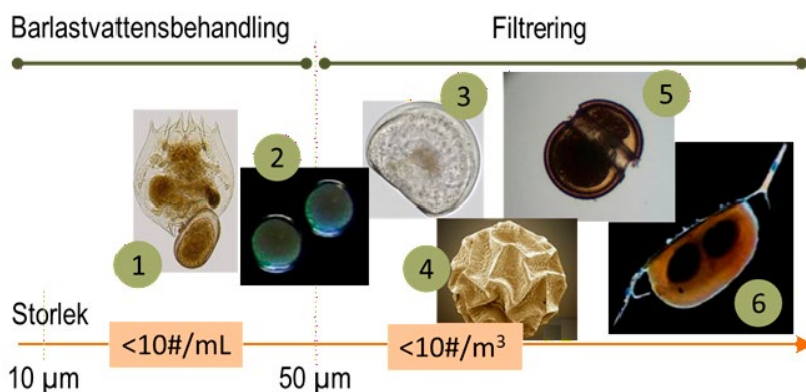 Barlastvattensbehandling
Filtrering
1
2
3
4
5
6
Storlek
<10#/mL
<10#/m³
10 µm
50 µm